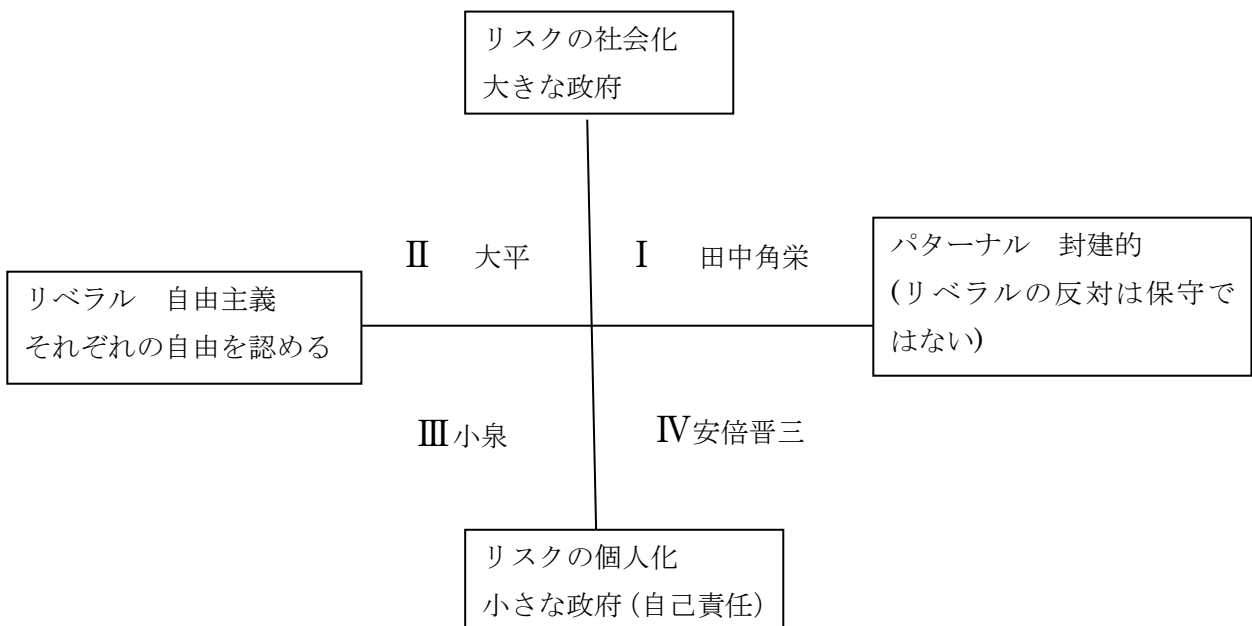 リスクの社会化
大きな政府
Ⅱ　大平
Ⅰ　田中角栄
パターナル　封建的
(リベラルの反対は保守で
はない)
リベラル　自由主義
それぞれの自由を認める
Ⅲ小泉
Ⅳ安倍晋三
リスクの個人化
小さな政府(自己責任)